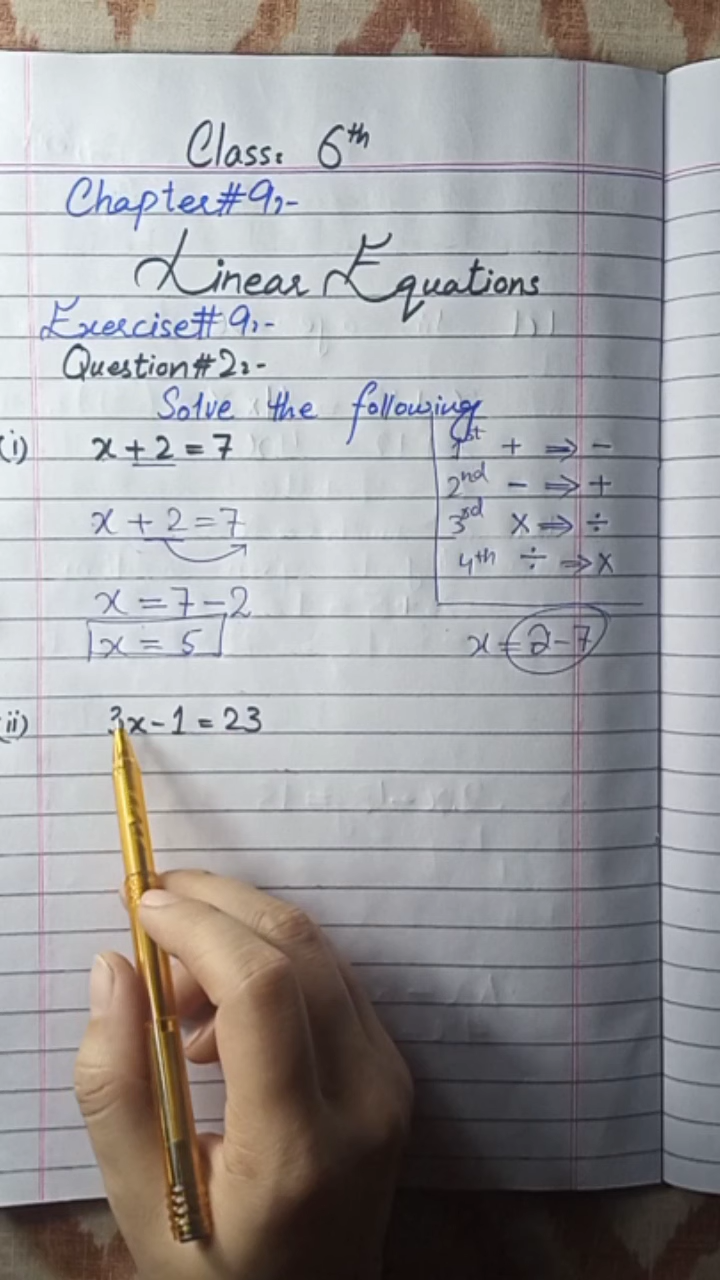 Class: 6th
Chapter#9:-
Linear Equations
Exercise#9:-
Question#2:-
Solve the following
(i) x + 2 = 7
x + 2 = 7
x = 7 - 2
x = 5
1st + ⇒ -
2nd - ⇒ +
3rd × ⇒ ÷
4th ÷ ⇒ ×
x = 2 - 7
(ii) 3x - 1 = 23